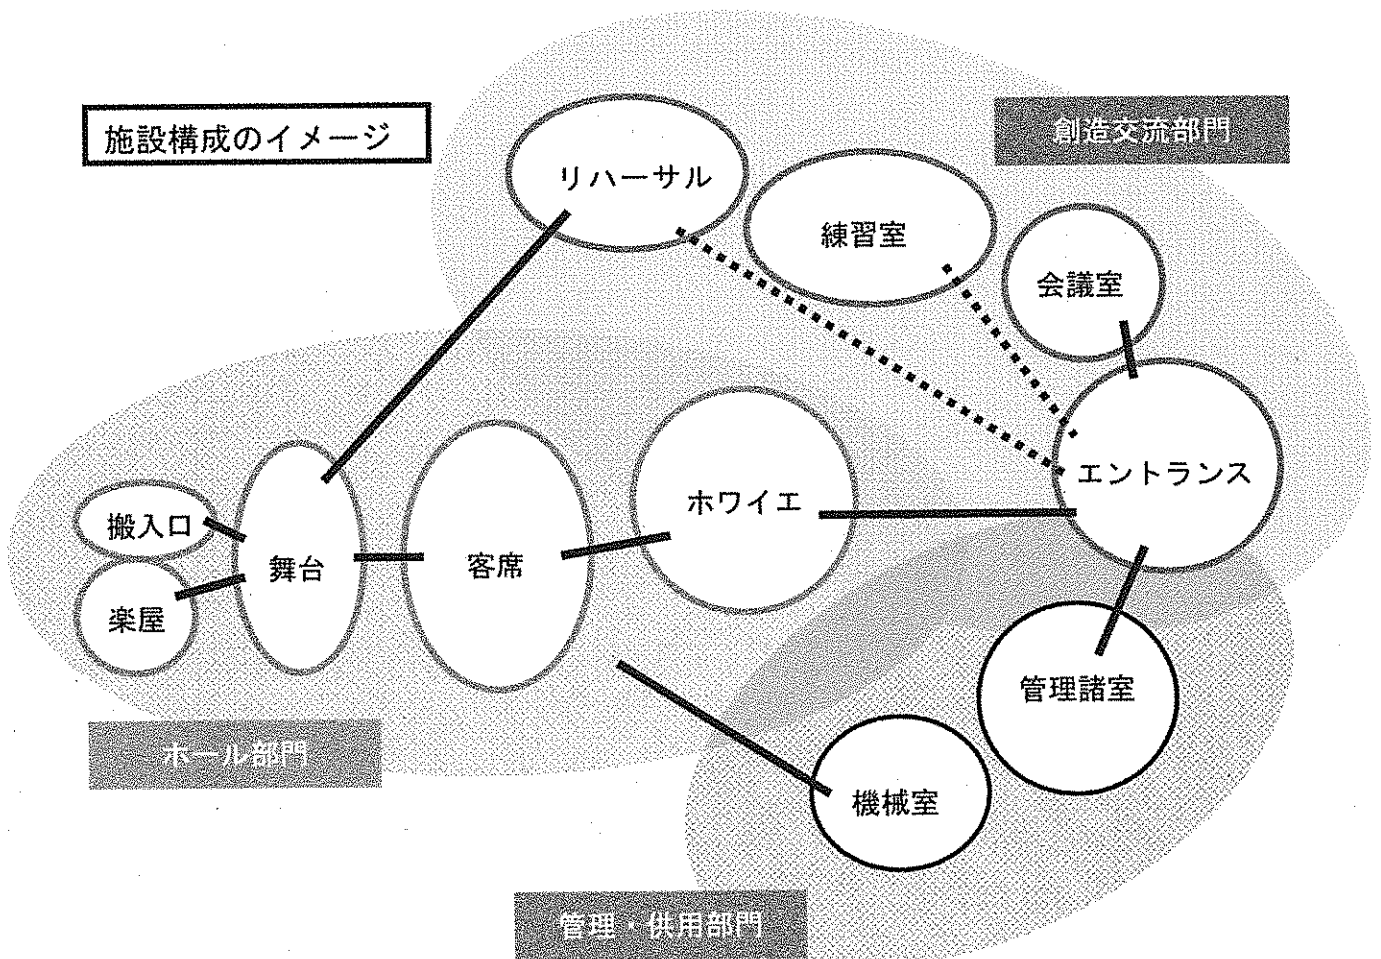 施設構成のイメージ
創造交流部門
リハーサル
練習室
会議室
エントランス
ホワイエ
搬入口
舞台
客席
楽屋
管理諸室
ホール部門
機械室
管理・供用部門